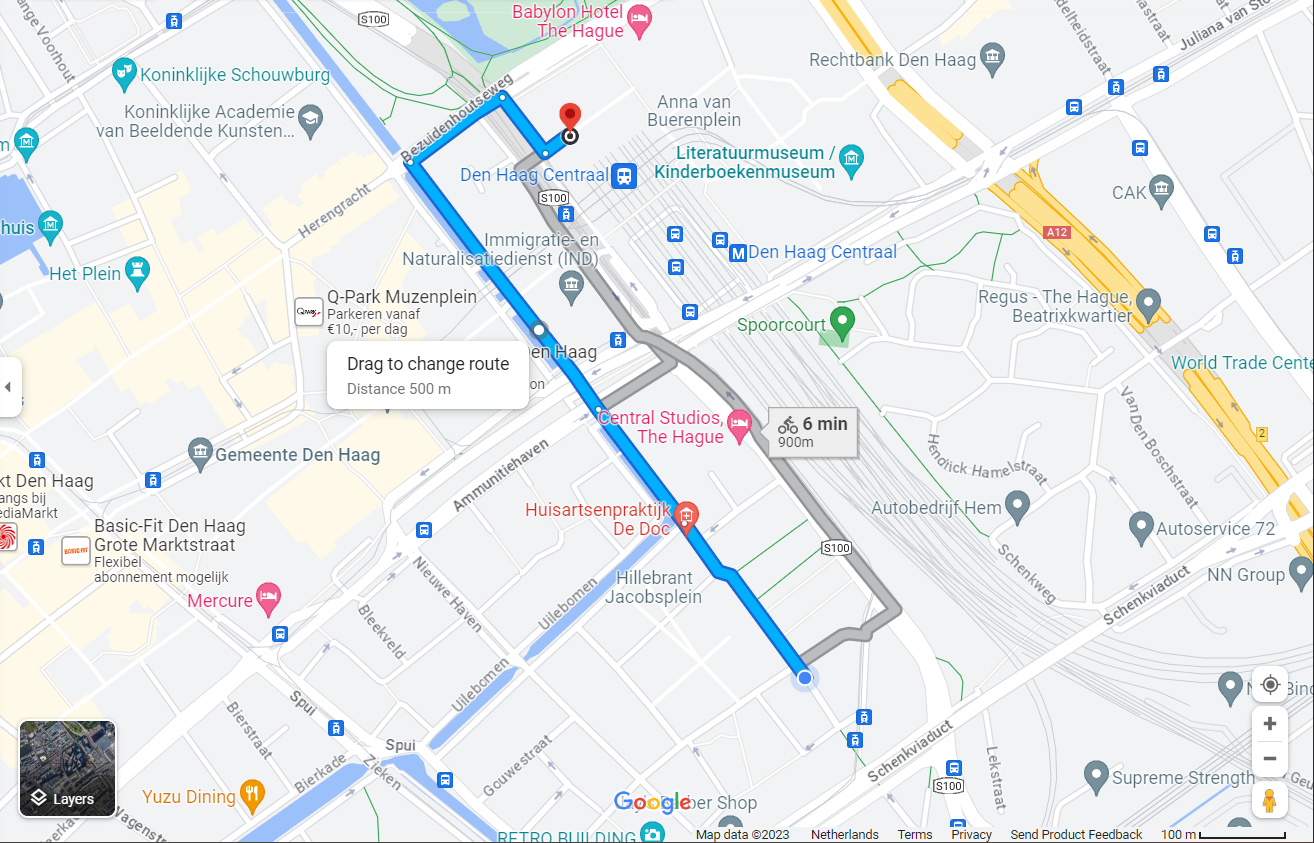 S100
Babylon Hotel
The Hague
Juliana van Sto
Voorhout
Koninklijke Schouwburg
Rechtbank Den Haag
Koninklijke Academie
van Beeldende Kunsten...
Bezuidenhoutseweg
Anna van
Buerenplein
Literatuurmuseum /
Kinderboekenmuseum
Den Haag Centraal
S100
CAK
Herengracht
huis
A12
Immigratie- en
Naturalisatiedienst (IND)
M
Den Haag Centraal
Het Plein
Q-Park Muzenplein
Parkeren vanaf
€10,- per dag
Regus - The Hague,
Beatrixkwartier
Spoorcourt
en Haag
Drag to change route
Distance 500 m
on
World Trade Cente
Van Den Boschstraat
Central Studios,
The Hague
6 min
900m
2
Gemeente Den Haag
Ammunitiehaven
Hendrick Hamelstraat
kt Den Haag
angs bij
ediaMarkt
Basic-Fit Den Haag
Grote Marktstraat
Flexibel
abonnement mogelijk
BASIC-FIT
Huisartsenpraktijk
De Doc
Autobedrijf Hem
Autoservice 72
S100
Hillebrant
Jacobsplein
Schenkweg
NN Group
Schenkviaduct
Nieuwe Haven
Uilebomen
Bleekveld
Mercure
Uilebomen
Spui
Bierstraat
Spui
Zieken
Bierkade
Gouwestraat
Schenkviaduct
Lekstraat
S100
Supreme Strength
Yuzu Dining
Layers
Google
er Shop
Wagenstr
RETRO BUILDING
Map data ©2023
Netherlands
Terms
Privacy
Send Product Feedback
100 m